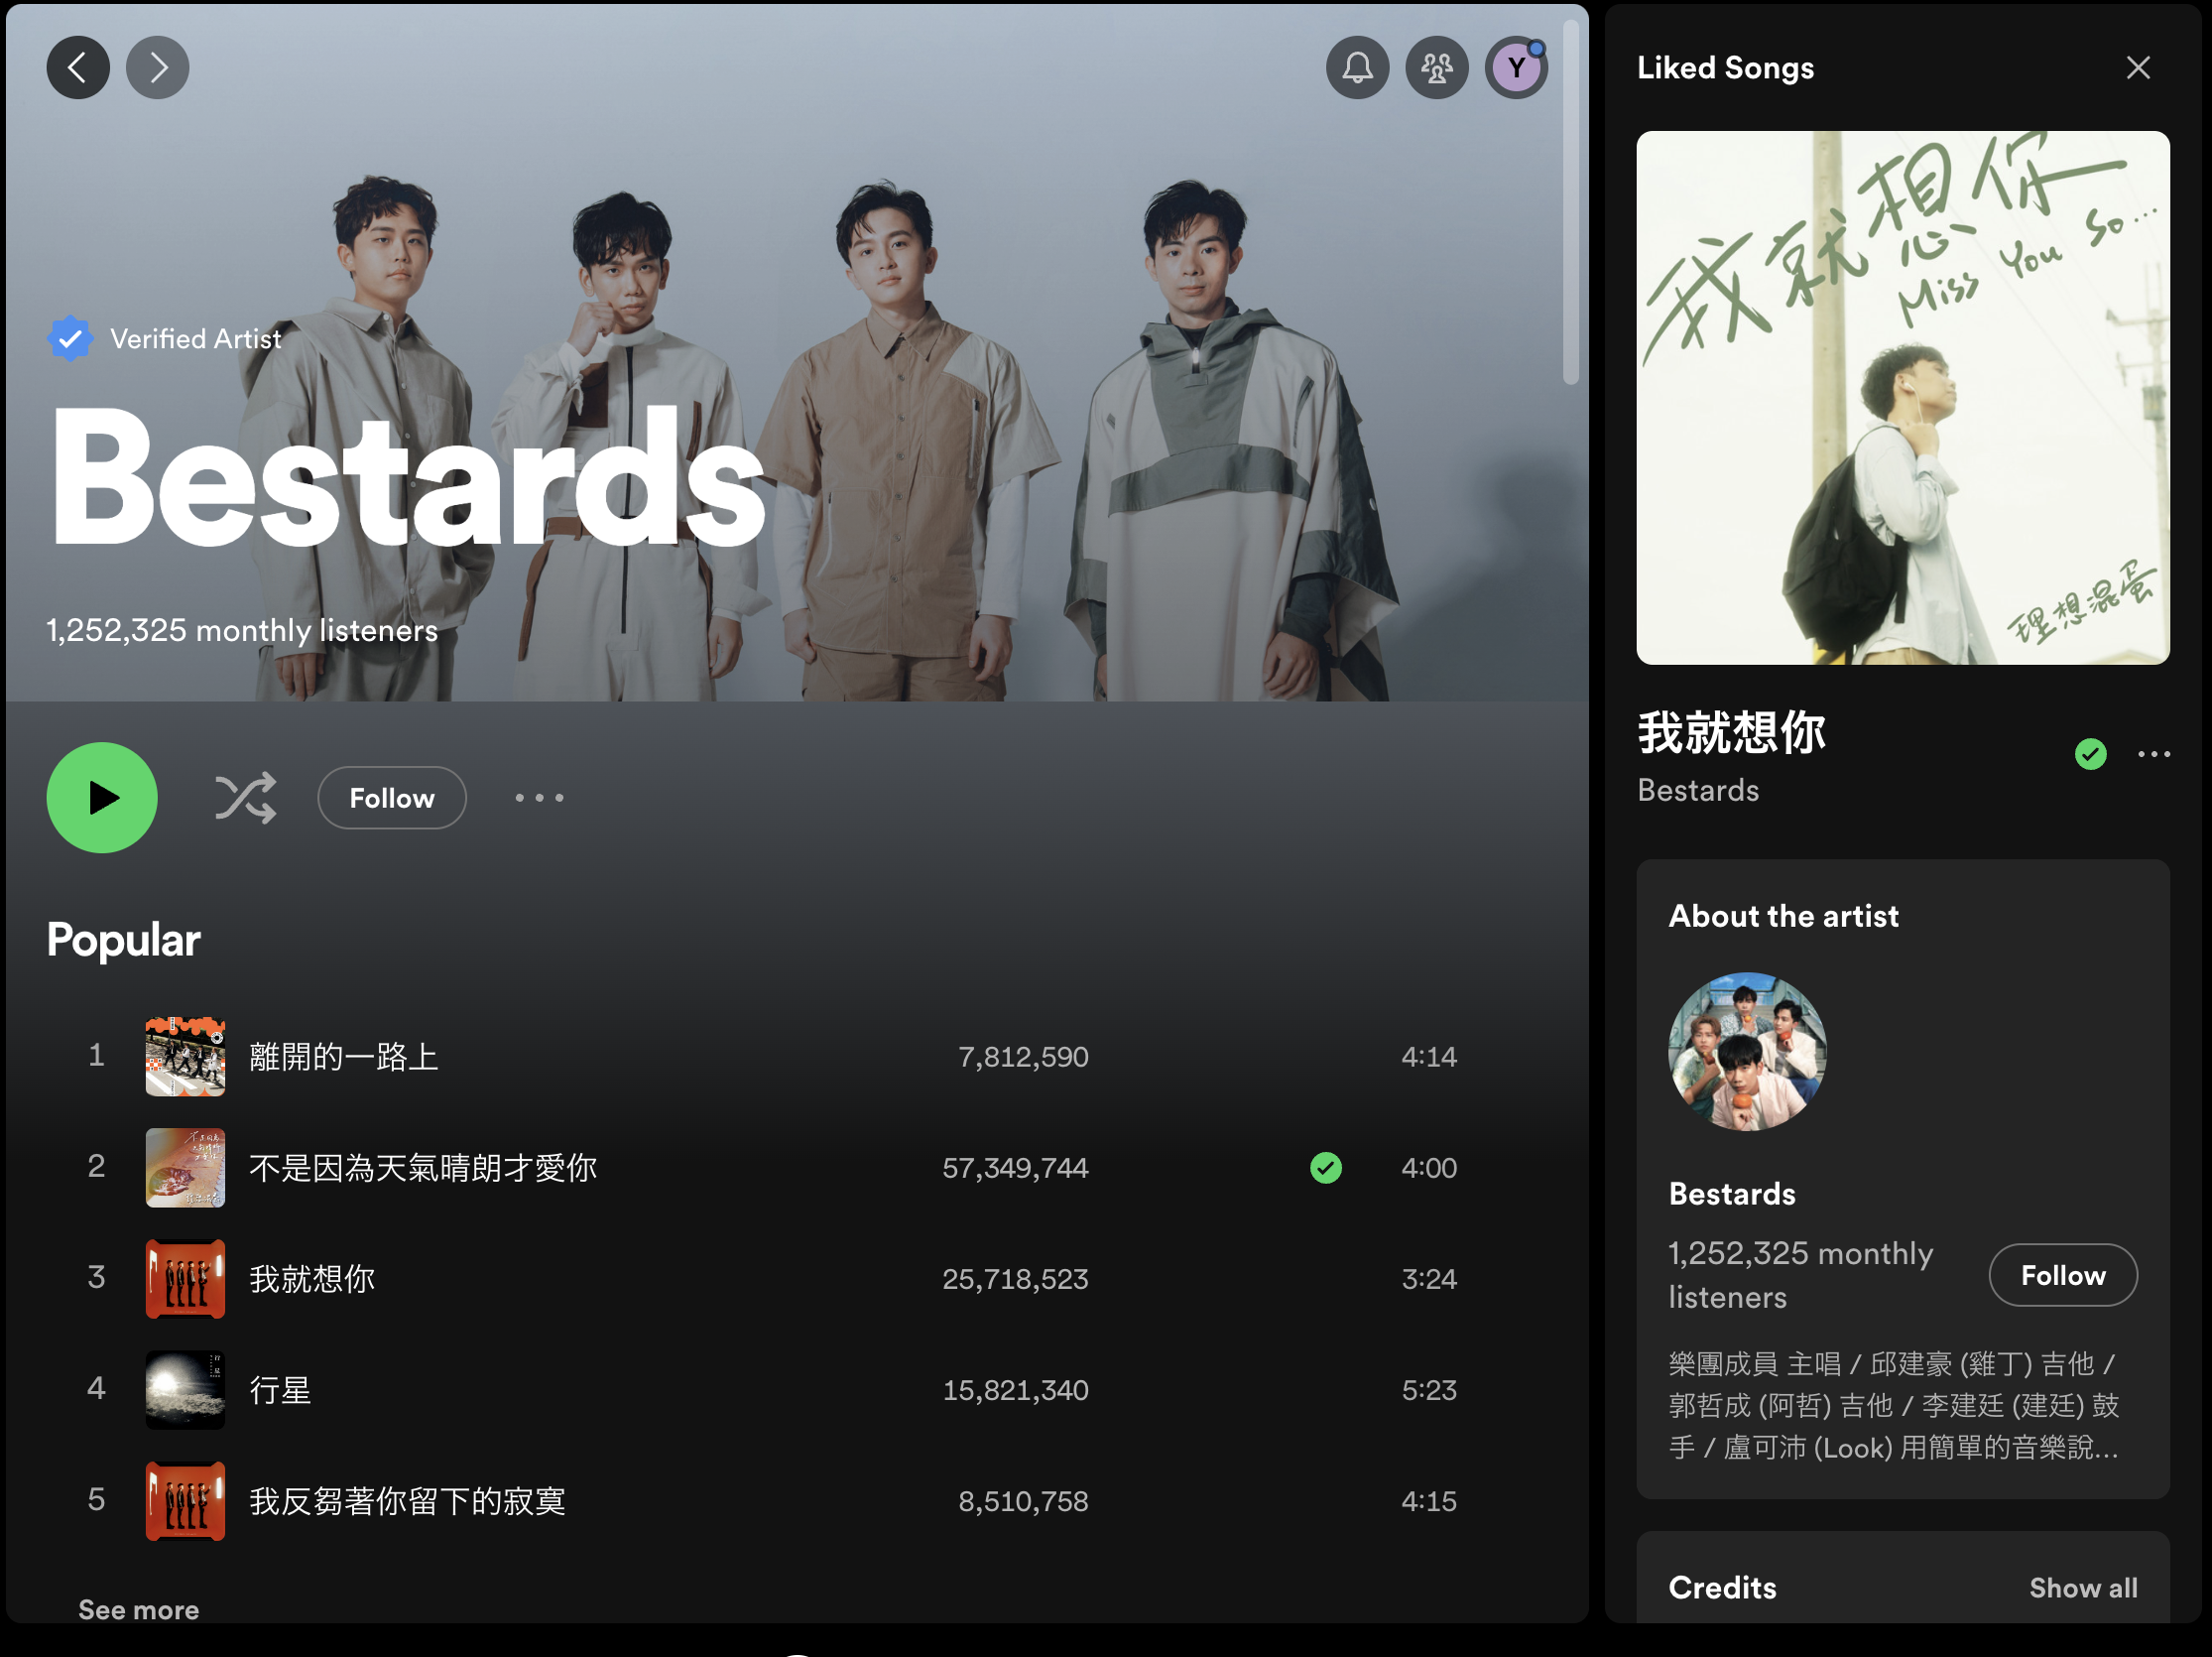 Y
Verified Artist
Bestards
1,252,325 monthly listeners
Follow
Popular
1 離開的一路上 7,812,590 4:14
2 不是因為天氣晴朗才愛你 57,349,744 4:00
3 我就想你 25,718,523 3:24
4 行星 15,821,340 5:23
5 我反芻著你留下的寂寞 8,510,758 4:15
See more
Liked Songs
我就想你
Miss You So...
理想混蛋
我就想你
Bestards
About the artist
Bestards
1,252,325 monthly
listeners
Follow
樂團成員 主唱 / 邱建豪 (雞丁) 吉他 /
郭哲成 (阿哲) 吉他 / 李建廷 (建廷) 鼓
手 / 盧可沛 (Look) 用簡單的音樂說...
Credits Show all